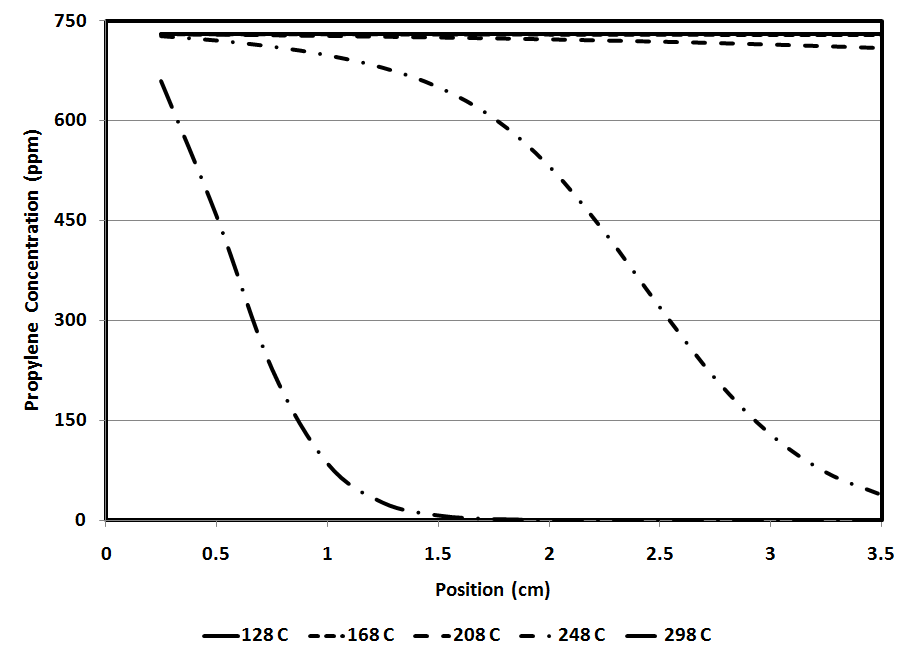 750
600
450
300
150
0
Propylene Concentration (ppm)
0 0.5 1 1.5 2 2.5 3 3.5
Position (cm)
128 C 168 C 208 C 248 C 298 C